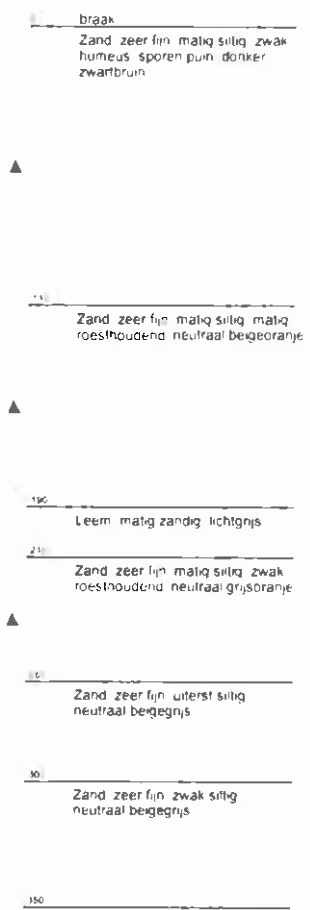 braak
Zand zeer fijn matig siltig zwak
humeus sporen puin donker
zwartbruin
Zand zeer fijn matig siltig matig
roesthoudend neutraal beigeoranje
190
Leem matig zandig lichtgrijs
Zand zeer fijn matig siltig zwak
roesthoudend neutraal grijsoranje
Zand zeer fijn uiterst siltig
neutraal beigegrijs
Zand zeer fijn zwak siltig
neutraal beigegrijs
350